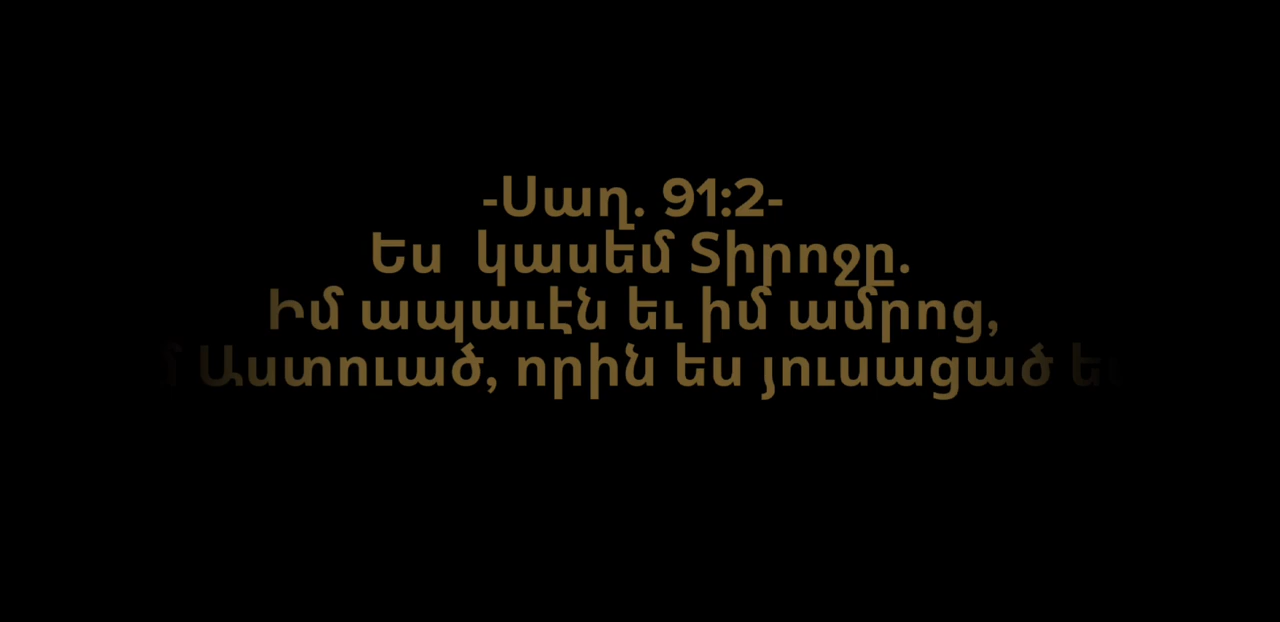 -Սաղ. 91:2-
Ես կասեմ Տիրոջը.
Իմ ապաւէն եւ իմ ամրոց,
Աստուած, որին ես յուսացած